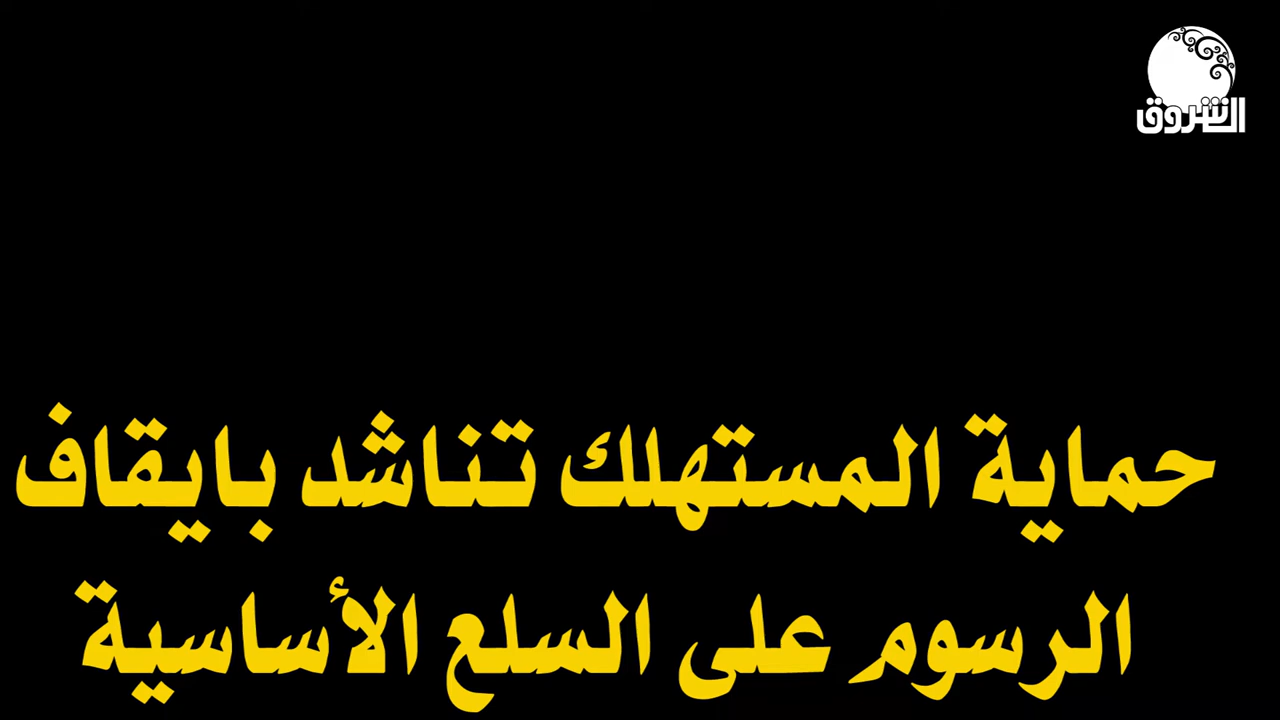 الشروق
حماية المستهلك تناشد بايقاف
الرسوم على السلع الأساسية